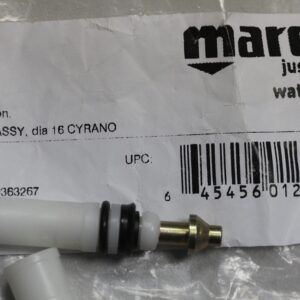 mare
jus
wat
on.
ASSY, dia 16 CYRANO
UPC:
363267
6 45456 012